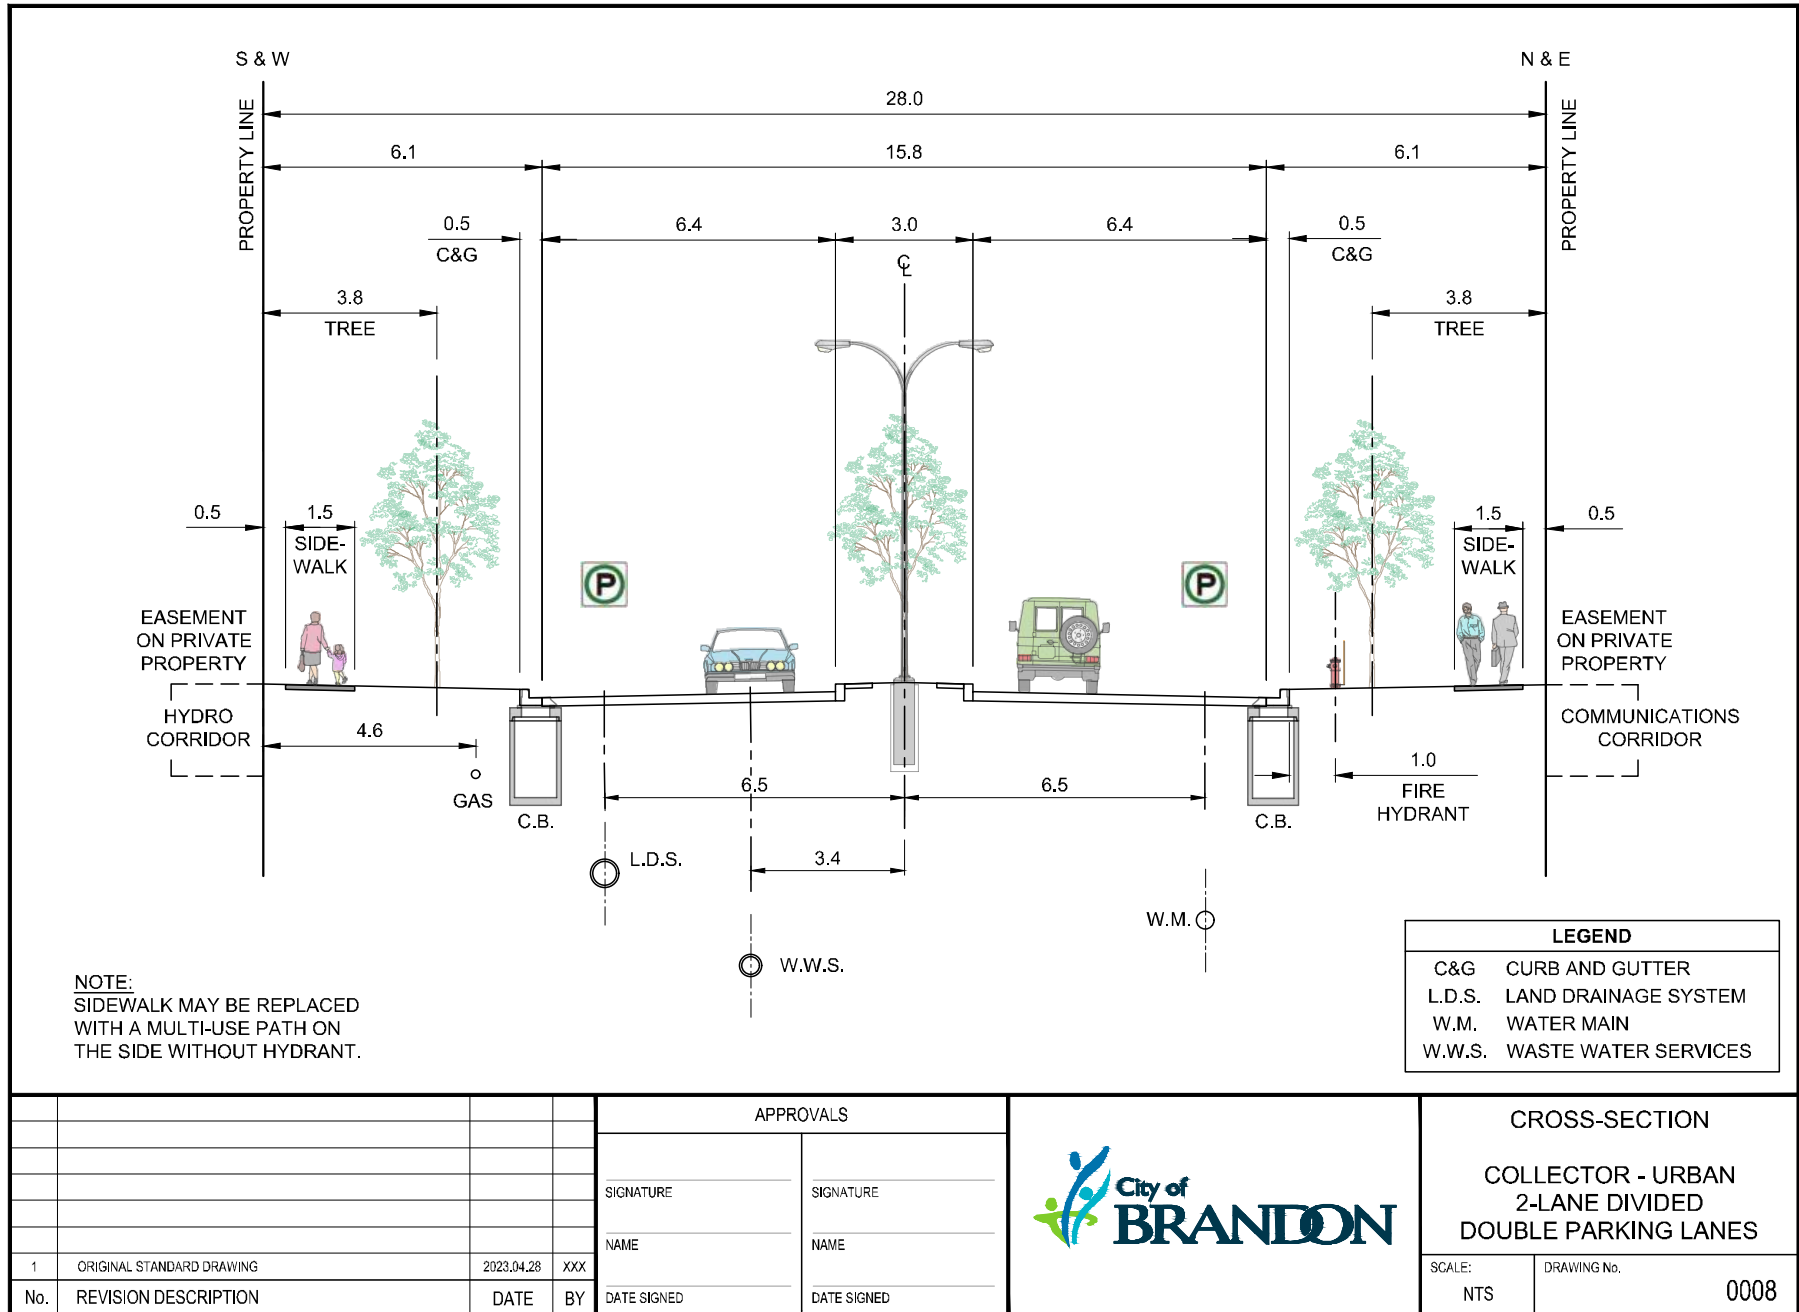 S & W
N & E
PROPERTY LINE
PROPERTY LINE
28.0
6.1
15.8
6.1
0.5
C&G
6.4
3.0
6.4
0.5
C&G
℄
3.8
TREE
3.8
TREE
0.5
1.5
SIDE-
WALK
1.5
SIDE-
WALK
0.5
P
P
EASEMENT
ON PRIVATE
PROPERTY
EASEMENT
ON PRIVATE
PROPERTY
HYDRO
CORRIDOR
COMMUNICATIONS
CORRIDOR
4.6
GAS
C.B.
6.5
6.5
C.B.
1.0
FIRE
HYDRANT
L.D.S.
3.4
W.M.
W.W.S.
NOTE:
SIDEWALK MAY BE REPLACED
WITH A MULTI-USE PATH ON
THE SIDE WITHOUT HYDRANT.
LEGEND
C&G CURB AND GUTTER
L.D.S. LAND DRAINAGE SYSTEM
W.M. WATER MAIN
W.W.S. WASTE WATER SERVICES
1 ORIGINAL STANDARD DRAWING 2023.04.28 XXX
No. REVISION DESCRIPTION DATE BY
APPROVALS
SIGNATURE SIGNATURE
NAME NAME
DATE SIGNED DATE SIGNED
City of
BRANDON
CROSS-SECTION
COLLECTOR - URBAN
2-LANE DIVIDED
DOUBLE PARKING LANES
SCALE:
NTS
DRAWING No.
0008